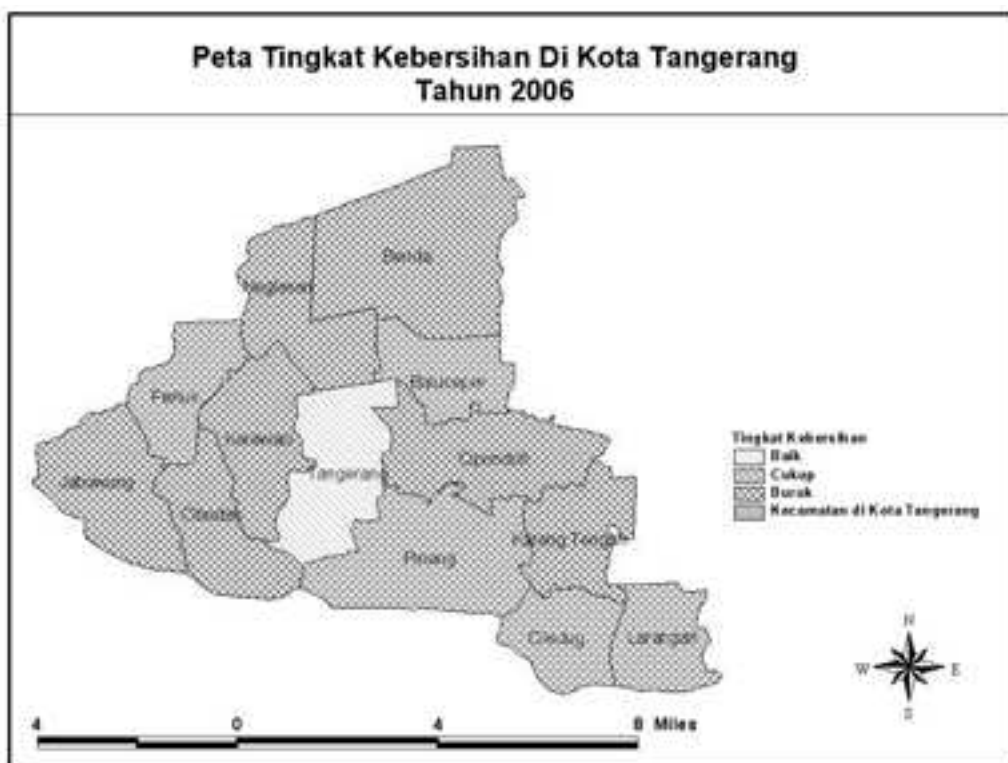 Peta Tingkat Kebersihan Di Kota Tangerang
Tahun 2006
Benda
Neglasari
Batuceper
Periuk
Karawaci
Cipondoh
Tangerang
Jatiuwung
Cibodas
Karang Tengah
Pinang
Ciledug
Larangan
Tingkat Kebersihan
Baik
Cukup
Buruk
Kecamatan di Kota Tangerang
N
W E
S
4 0 4 8 Miles